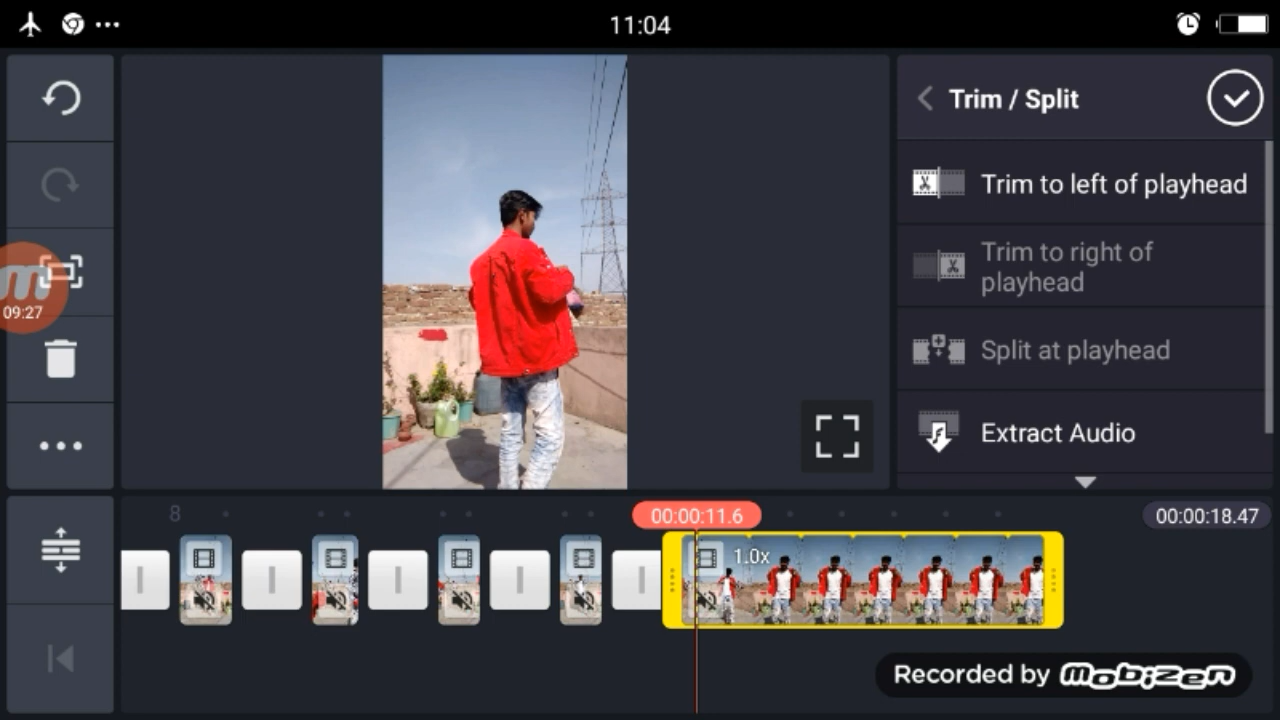 11:04
Trim / Split
Trim to left of playhead
Trim to right of
playhead
Split at playhead
Extract Audio
m
09:27
8
00:00:11.6
00:00:18.47
1.0x
Recorded by mobizen